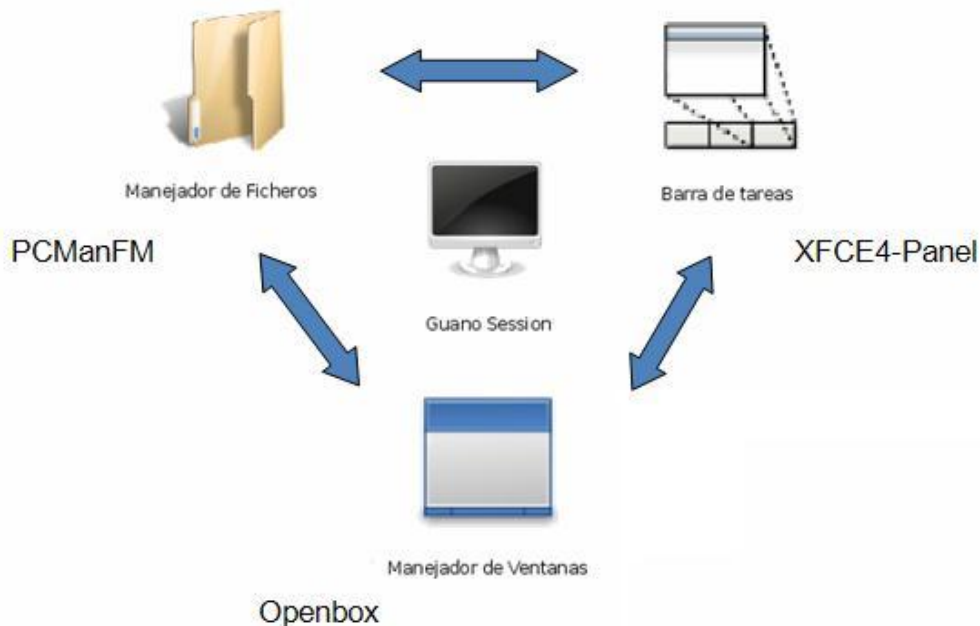 Manejador de Ficheros
Barra de tareas
PCManFM
XFCE4-Panel
Guano Session
Manejador de Ventanas
Openbox